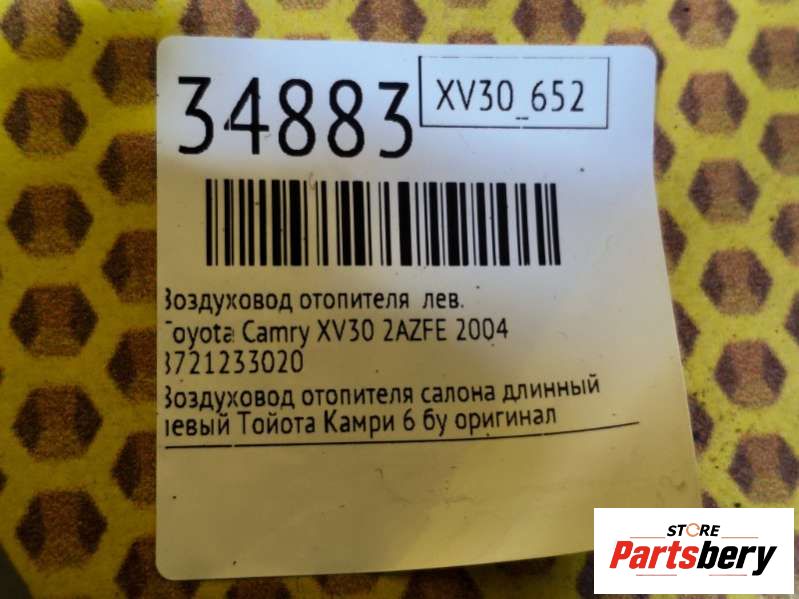 34883
XV30_652
Воздуховод отопителя лев.
Toyota Camry XV30 2AZFE 2004
8721233020
Воздуховод отопителя салона длинный
левый Тойота Камри 6 бу оригинал
STORE
Partsbery